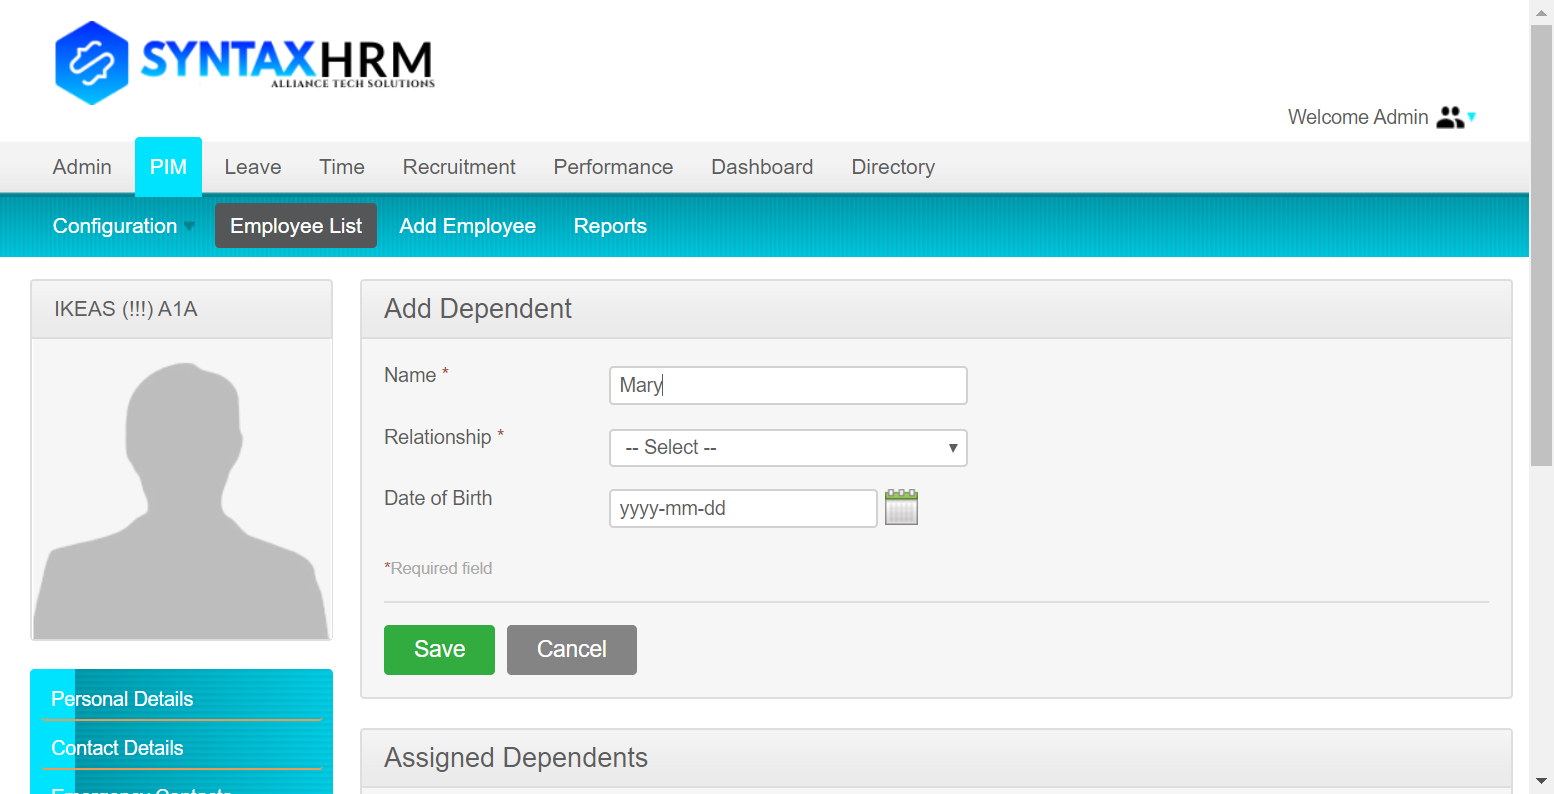 SYNTAXHRM
ALLIANCE TECH SOLUTIONS
Welcome Admin
Admin PIM Leave Time Recruitment Performance Dashboard Directory
Configuration Employee List Add Employee Reports
IKEAS (!!!) A1A
Add Dependent
Name * Mary
Relationship * -- Select --
Date of Birth yyyy-mm-dd
*Required field
Save Cancel
Personal Details
Contact Details
Emergency Contacts
Assigned Dependents